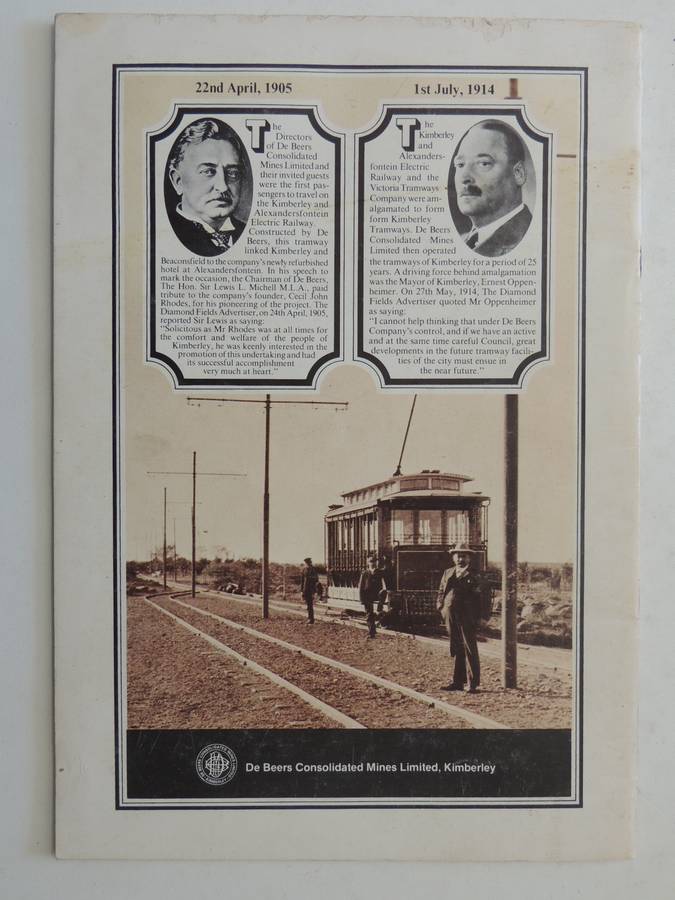 22nd April, 1905
The
Directors
of De Beers
Consolidated
Mines Limited and
their invited guests
were the first pas-
sengers to travel on
the Kimberley and
Alexandersfontein
Electric Railway.
Constructed by De
Beers, this tramway
linked Kimberley and
Beaconsfield to the company's newly refurbished
hotel at Alexandersfontein. In his speech to
mark the occasion, the Chairman of De Beers,
The Hon. Sir Lewis L. Michell M.L.A., paid
tribute to the company's founder, Cecil John
Rhodes, for his pioneering of the project. The
Diamond Fields Advertiser, on 24th April, 1905,
reported Sir Lewis as saying:
"Solicitous as Mr Rhodes was at all times for
the comfort and welfare of the people of
Kimberley, he was keenly interested in the
promotion of this undertaking and had
its successful accomplishment
very much at heart."
1st July, 1914
The
Kimberley
and
Alexanders-
fontein Electric
Railway and the
Victoria Tramways
Company were am-
algamated to form
form Kimberley
Tramways. De Beers
Consolidated Mines
Limited then operated
the tramways of Kimberley for a period of 25
years. A driving force behind amalgamation
was the Mayor of Kimberley, Ernest Oppen-
heimer. On 27th May, 1914, The Diamond
Fields Advertiser quoted Mr Oppenheimer
as saying:
"I cannot help thinking that under De Beers
Company's control, and if we have an active
and at the same time careful Council, great
developments in the future tramway facili-
ties of the city must ensue in
the near future."
De Beers Consolidated Mines Limited, Kimberley